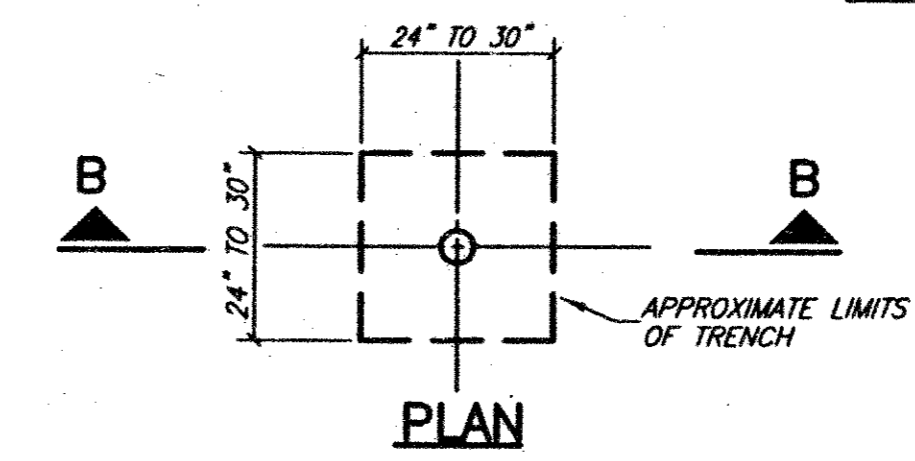 24" TO 30"
B
24" TO 30"
B
APPROXIMATE LIMITS
OF TRENCH
PLAN